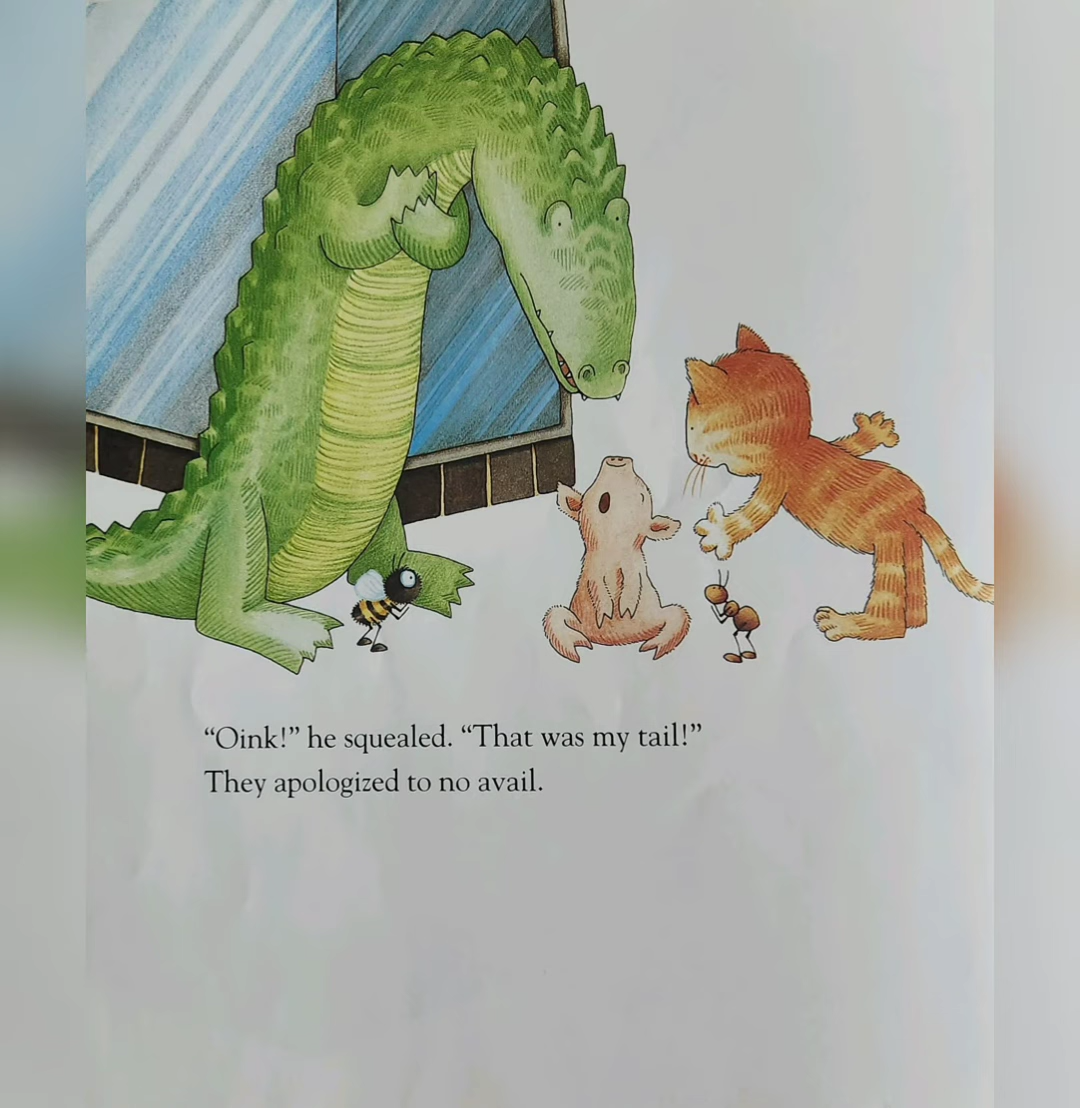 “Oink!” he squealed. “That was my tail!”
They apologized to no avail.